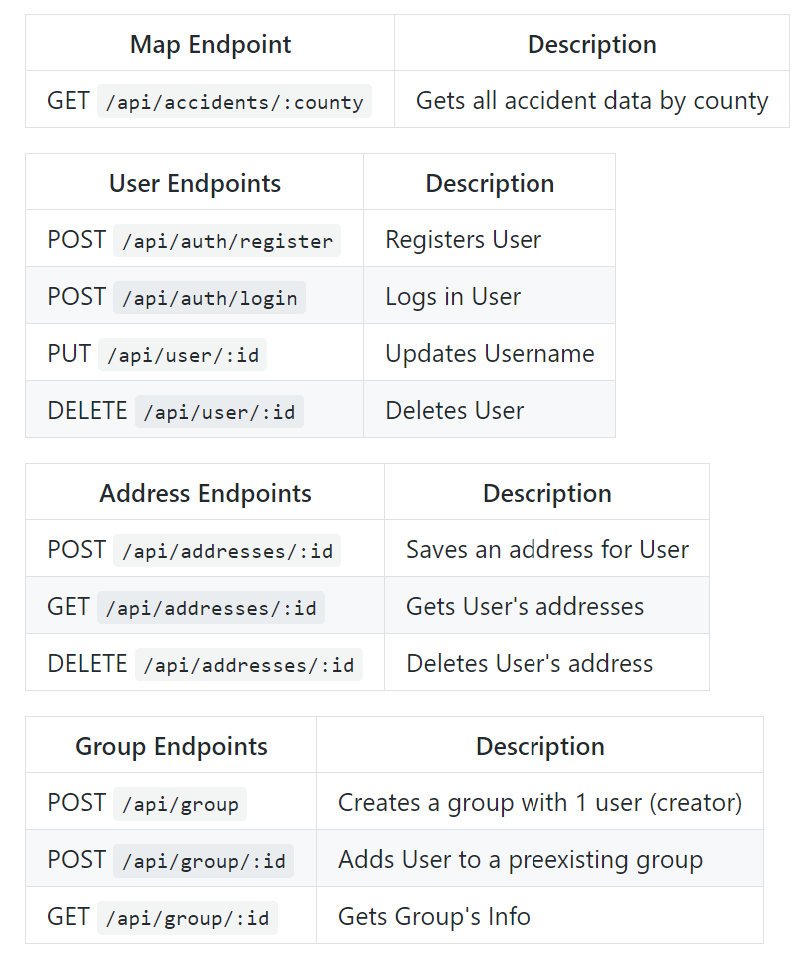 Map Endpoint Description
GET /api/accidents/:county Gets all accident data by county
User Endpoints Description
POST /api/auth/register Registers User
POST /api/auth/login Logs in User
PUT /api/user/:id Updates Username
DELETE /api/user/:id Deletes User
Address Endpoints Description
POST /api/addresses/:id Saves an address for User
GET /api/addresses/:id Gets User's addresses
DELETE /api/addresses/:id Deletes User's address
Group Endpoints Description
POST /api/group Creates a group with 1 user (creator)
POST /api/group/:id Adds User to a preexisting group
GET /api/group/:id Gets Group's Info